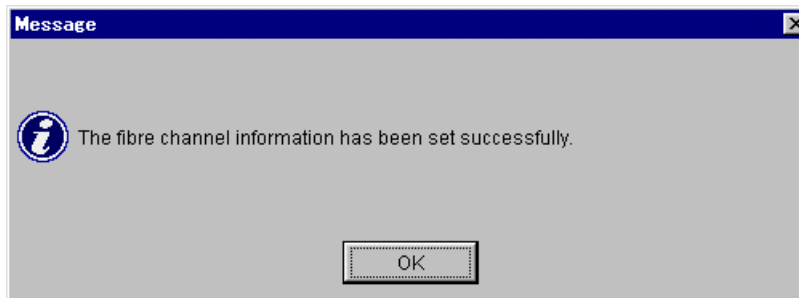 Message
The fibre channel information has been set successfully.
OK